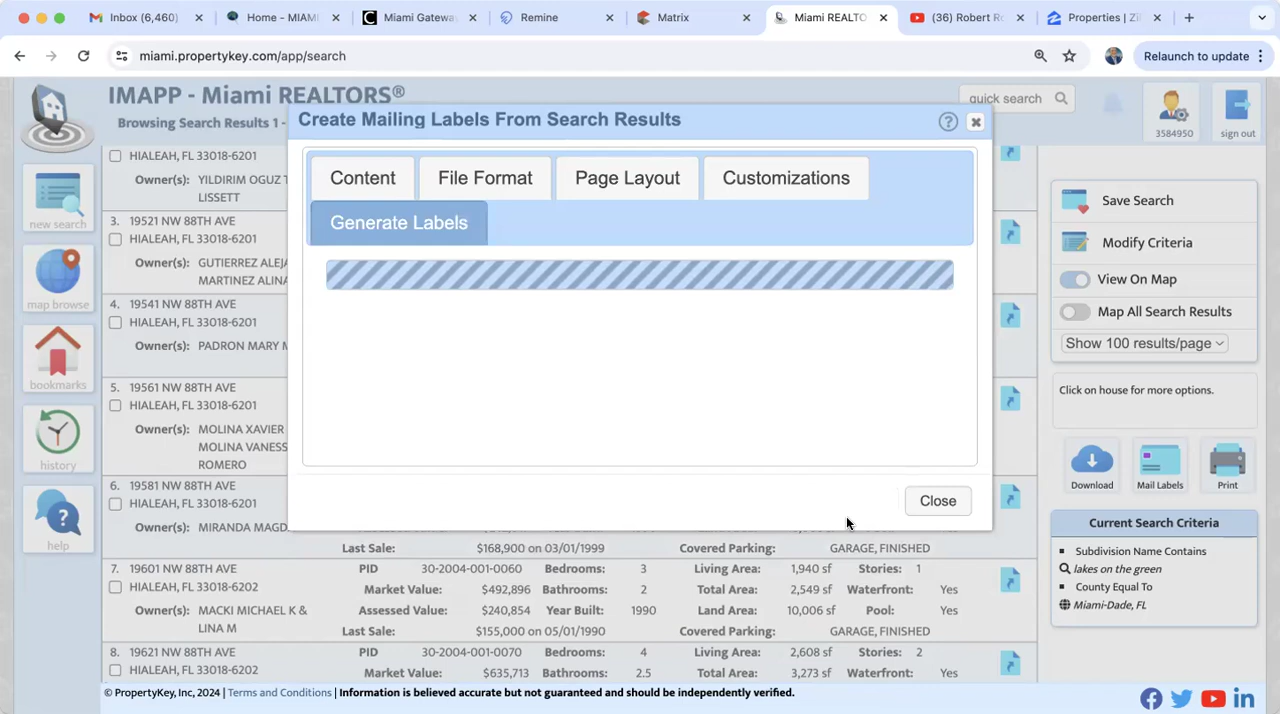 Inbox (6,460)
Home - MIAMI
Miami Gateway
Remine
Matrix
Miami REALTO
(36) Robert Ro
Properties | Zil
miami.propertykey.com/app/search
Relaunch to update
IMAPP - Miami REALTORS®
Browsing Search Results 1 -
quick search
3584950
sign out
new search
map browse
bookmarks
history
help
Create Mailing Labels From Search Results
Content
File Format
Page Layout
Customizations
Generate Labels
Close
HIALEAH, FL 33018-6201
Owner(s): YILDIRIM OGUZ T
LISSETT
3. 19521 NW 88TH AVE
HIALEAH, FL 33018-6201
Owner(s): GUTIERREZ ALEJA
MARTINEZ ALINA
4. 19541 NW 88TH AVE
HIALEAH, FL 33018-6201
Owner(s): PADRON MARY M
5. 19561 NW 88TH AVE
HIALEAH, FL 33018-6201
Owner(s): MOLINA XAVIER
MOLINA VANESS
ROMERO
6. 19581 NW 88TH AVE
HIALEAH, FL 33018-6201
Owner(s): MIRANDA MAGD
Last Sale: $168,900 on 03/01/1999 Covered Parking: GARAGE, FINISHED
7. 19601 NW 88TH AVE
HIALEAH, FL 33018-6202
Owner(s): MACKI MICHAEL K &
LINA M
PID 30-2004-001-0060 Bedrooms: 3 Living Area: 1,940 sf Stories: 1
Market Value: $492,896 Bathrooms: 2 Total Area: 2,549 sf Waterfront: Yes
Assessed Value: $240,854 Year Built: 1990 Land Area: 10,006 sf Pool: Yes
Last Sale: $155,000 on 05/01/1990 Covered Parking: GARAGE, FINISHED
8. 19621 NW 88TH AVE
HIALEAH, FL 33018-6202
PID 30-2004-001-0070 Bedrooms: 4 Living Area: 2,608 sf Stories: 2
Market Value: $635,713 Bathrooms: 2.5 Total Area: 3,273 sf Waterfront: Yes
Save Search
Modify Criteria
View On Map
Map All Search Results
Show 100 results/page
Click on house for more options.
Download
Mail Labels
Print
Current Search Criteria
Subdivision Name Contains
lakes on the green
County Equal To
Miami-Dade, FL
© PropertyKey, Inc, 2024 | Terms and Conditions | Information is believed accurate but not guaranteed and should be independently verified.